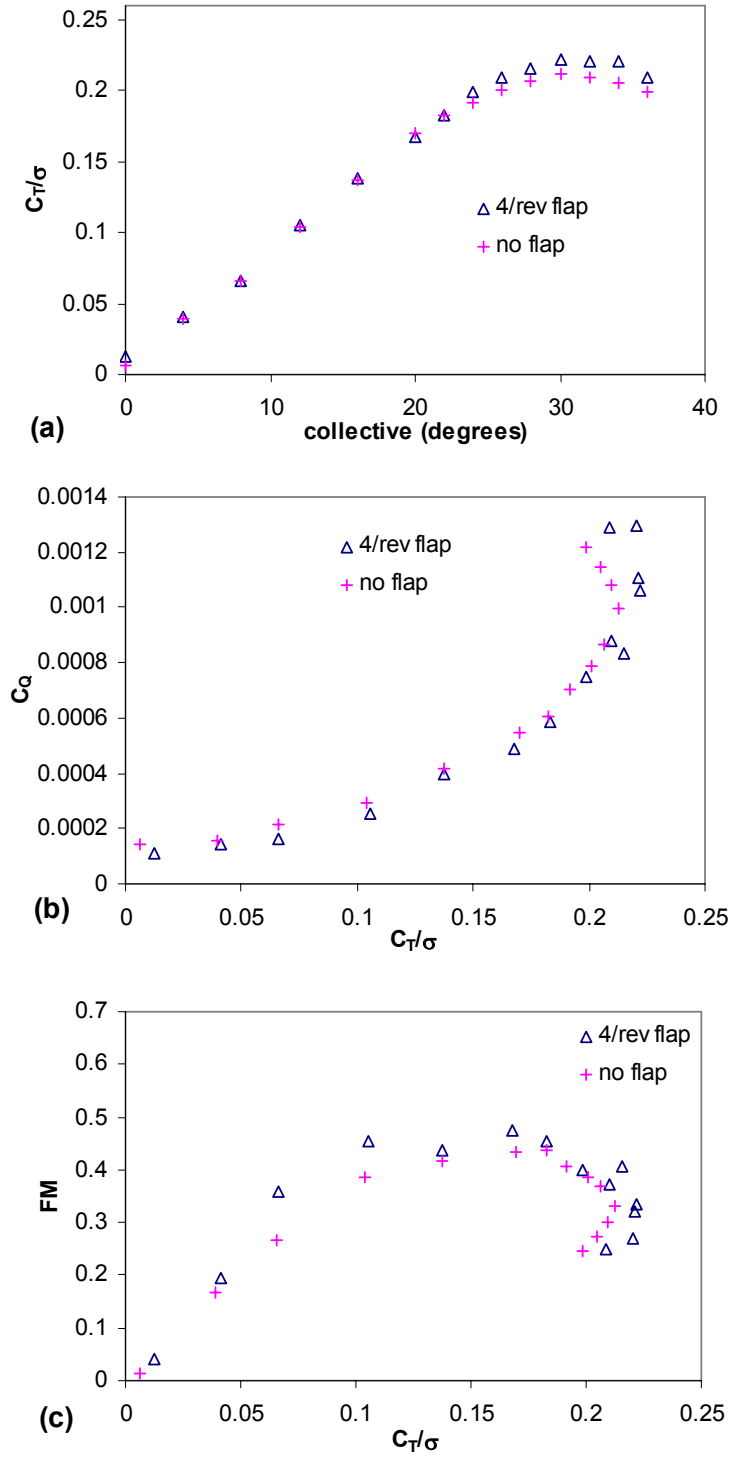 0.25
0.2
0.15
0.1
0.05
0
C_T/σ
4/rev flap
no flap
0 10 20 30 40
(a) collective (degrees)
0.0014
0.0012
0.001
0.0008
0.0006
0.0004
0.0002
0
C_Q
4/rev flap
no flap
0 0.05 0.1 0.15 0.2 0.25
(b) C_T/σ
0.7
0.6
0.5
0.4
0.3
0.2
0.1
0
FM
4/rev flap
no flap
0 0.05 0.1 0.15 0.2 0.25
(c) C_T/σ